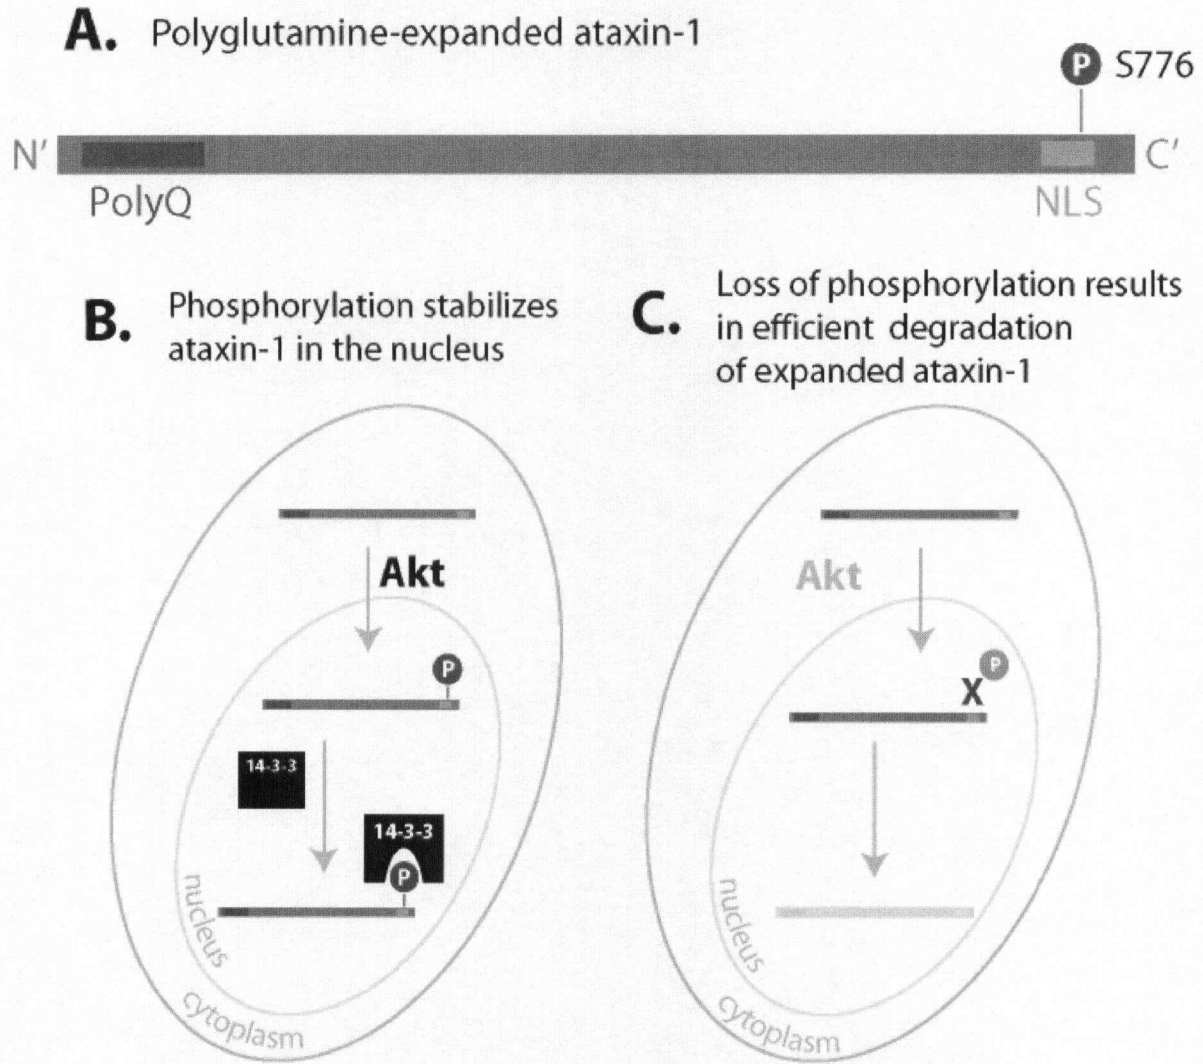 A. Polyglutamine-expanded ataxin-1
P S776
N' C'
PolyQ NLS
B. Phosphorylation stabilizes
ataxin-1 in the nucleus
Akt
P
14-3-3
14-3-3
P
nucleus
cytoplasm
C. Loss of phosphorylation results
in efficient degradation
of expanded ataxin-1
Akt
P
X
nucleus
cytoplasm